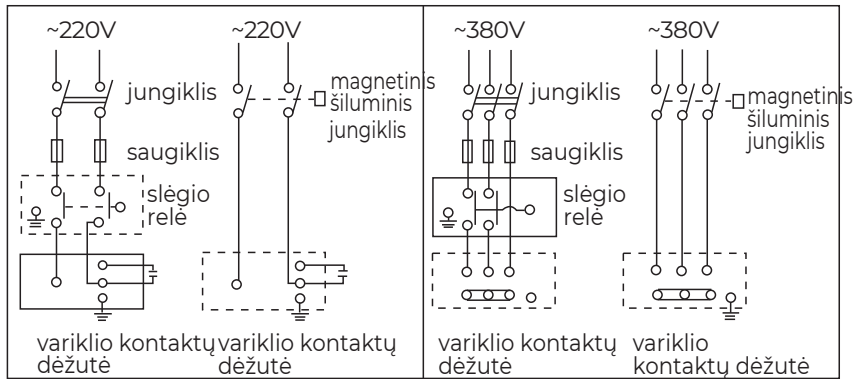 ~220V
jungiklis
saugiklis
slėgio
relė
variklio kontaktų
dėžutė
~220V
magnetinis
šiluminis
jungiklis
variklio kontaktų
dėžutė
~380V
jungiklis
saugiklis
slėgio
relė
variklio kontaktų
dėžutė
~380V
magnetinis
šiluminis
jungiklis
variklio
kontaktų dėžutė